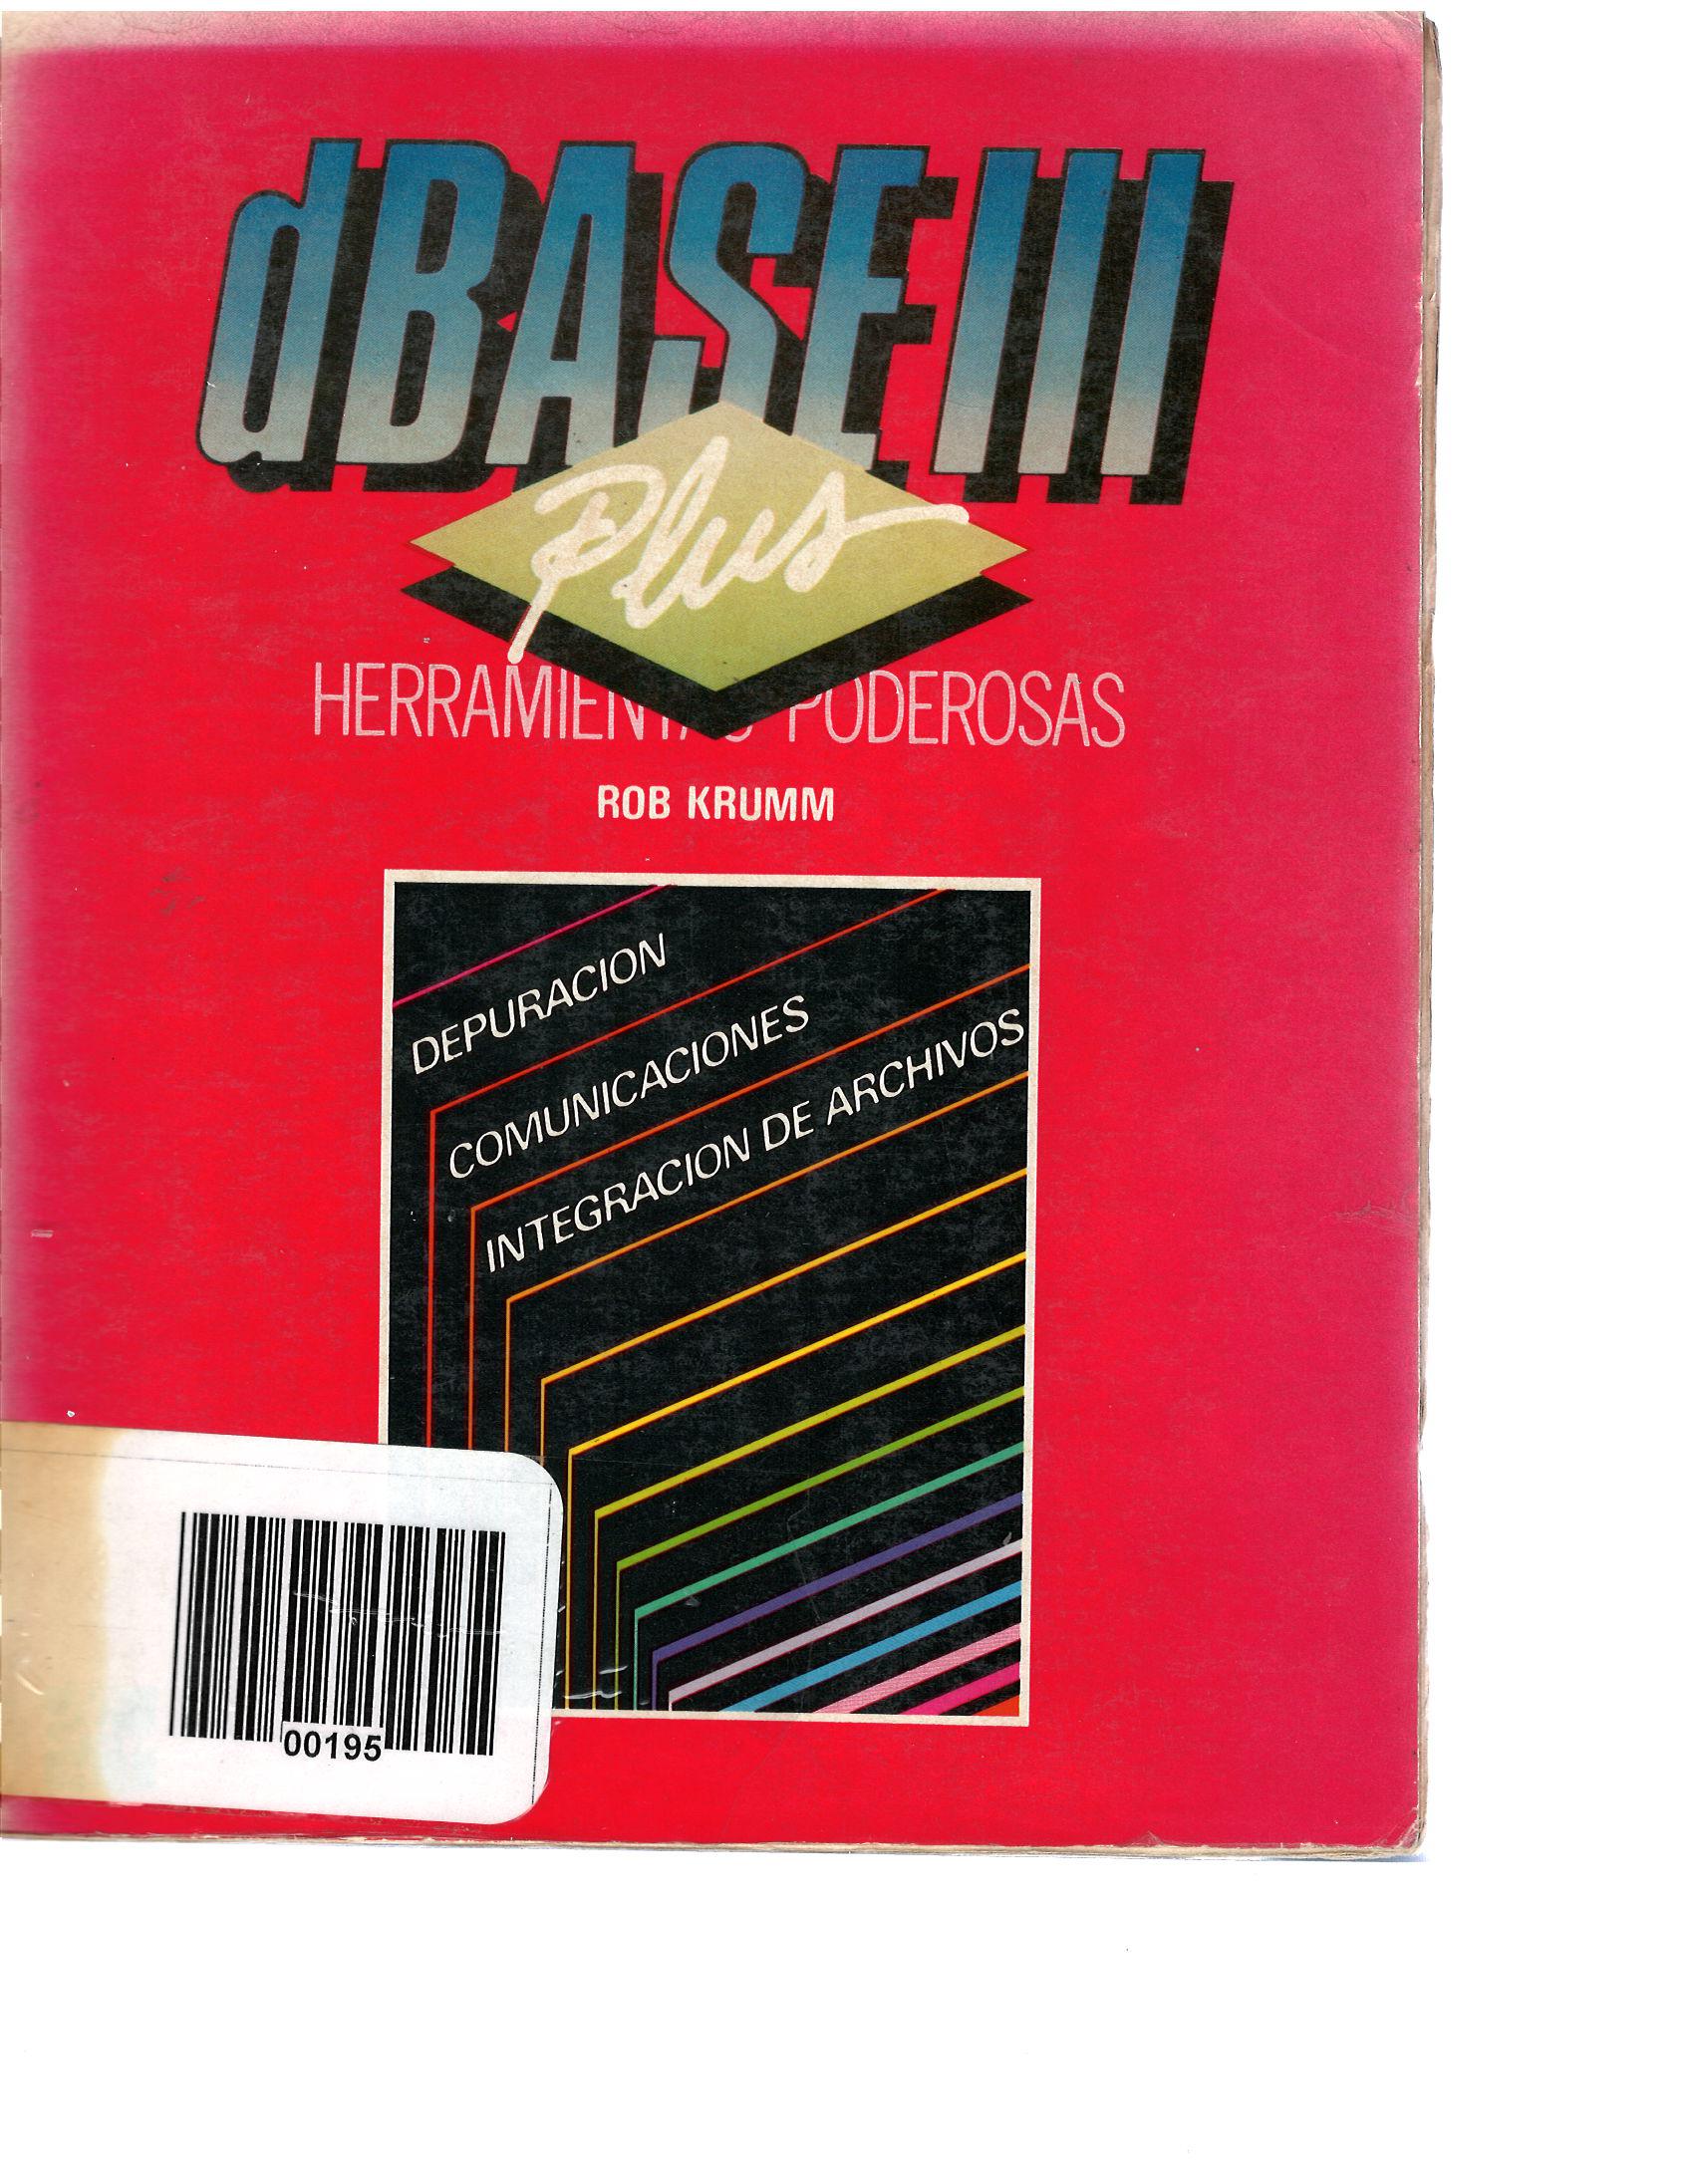 dBASE III
Plus
HERRAMIENTAS PODEROSAS
ROB KRUMM
DEPURACION
COMUNICACIONES
INTEGRACION DE ARCHIVOS
00195